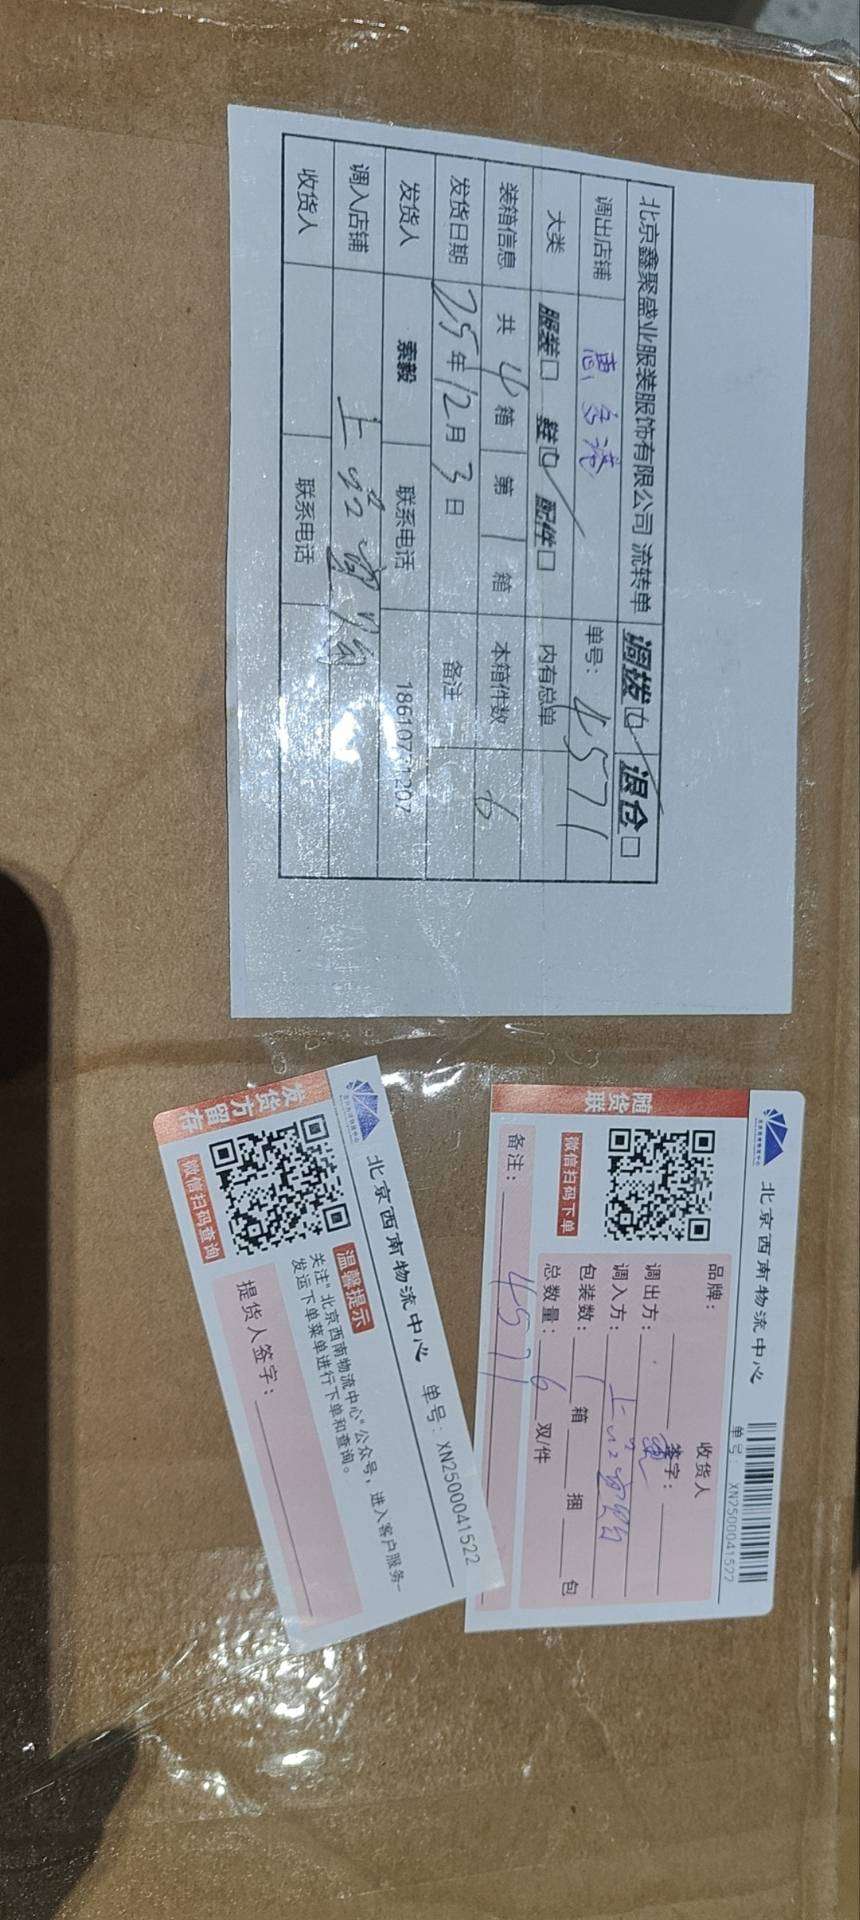 北京鑫聚盛业服装服饰有限公司 流转单 调拨☑ 退仓□
调出店铺 单号: 4571
大类 服装□ 鞋☑ 配件□ 内有总单
装箱信息 共 4 箱 第 1 箱 本箱件数 6
发货日期 25年12月3日 备注
发货人 索毅 联系电话
调入店铺 上
收货人 联系电话
北京西南物流中心
单号: XN2500041522
随货联
微信扫码下单
品牌: 收货人
调出方: 签字:
调入方: 上
包装数: 1 箱 捆 包
总数量: 6 双/件
备注: 4571
北京西南物流中心 单号: XN2500041522
发货方留存
微信扫码查询
温馨提示
关注“北京西南物流中心”公众号，进入客户服务—
发运下单菜单进行下单和查询。
提货人签字: